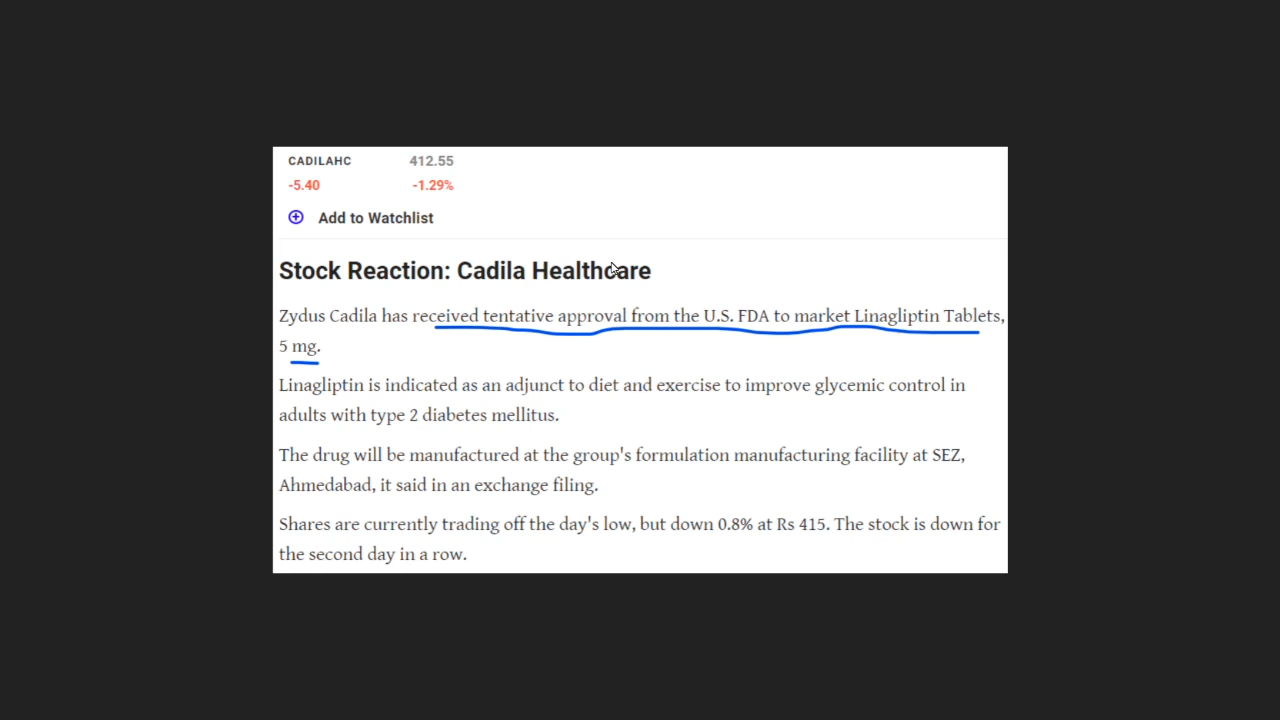 CADILAHC 412.55
-5.40 -1.29%
Add to Watchlist
Stock Reaction: Cadila Healthcare
Zydus Cadila has received tentative approval from the U.S. FDA to market Linagliptin Tablets,
5 mg.
Linagliptin is indicated as an adjunct to diet and exercise to improve glycemic control in
adults with type 2 diabetes mellitus.
The drug will be manufactured at the group's formulation manufacturing facility at SEZ,
Ahmedabad, it said in an exchange filing.
Shares are currently trading off the day's low, but down 0.8% at Rs 415. The stock is down for
the second day in a row.